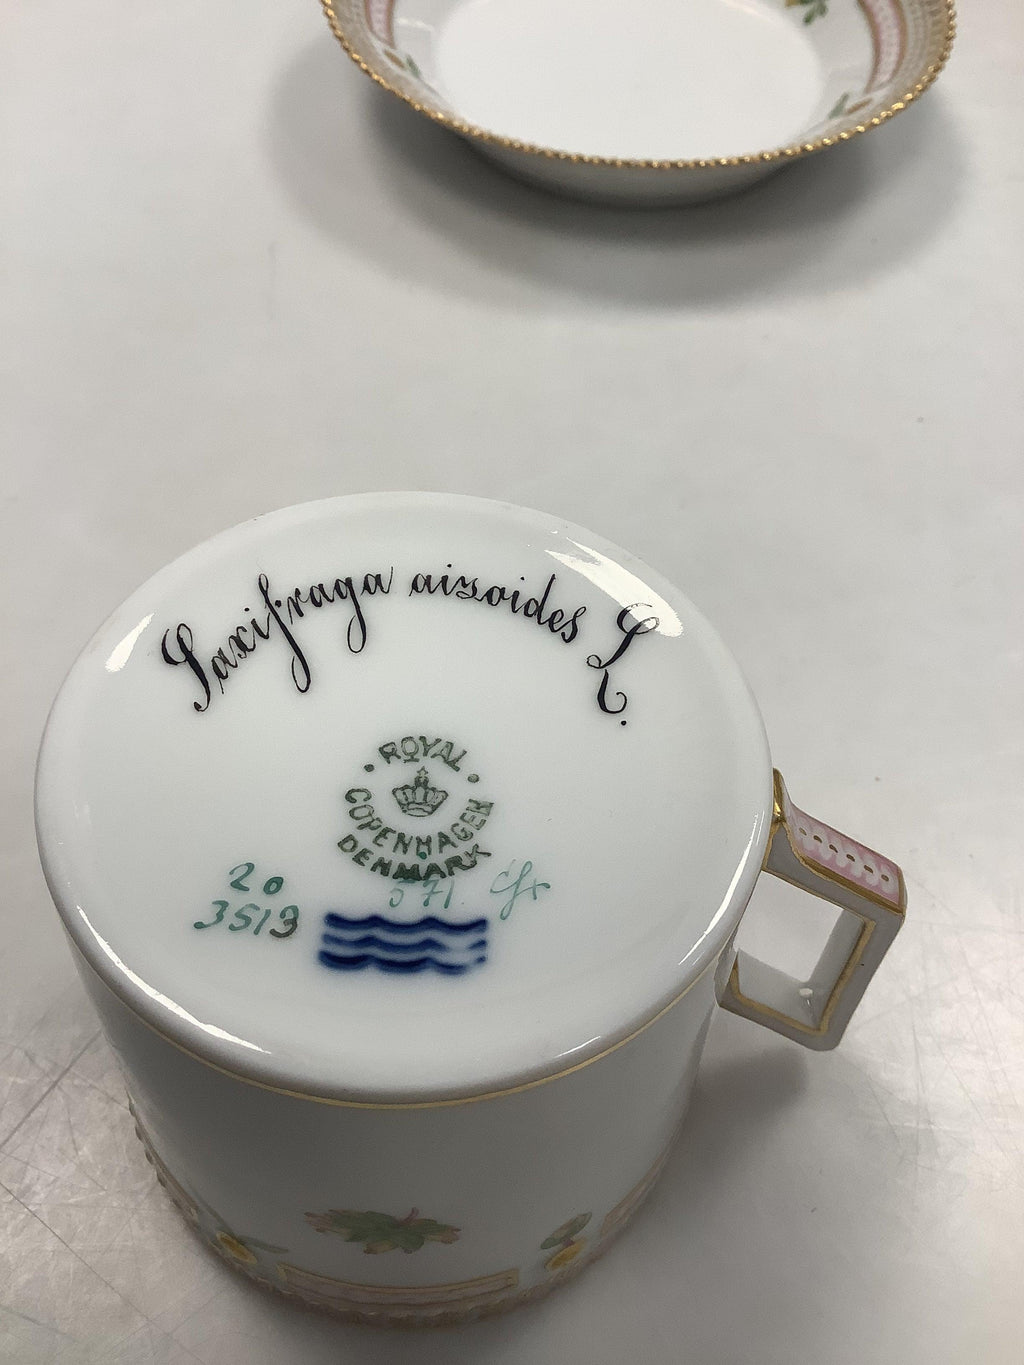 Saxifraga aizoides L.
ROYAL
COPENHAGEN
DENMARK
20
571.
3513